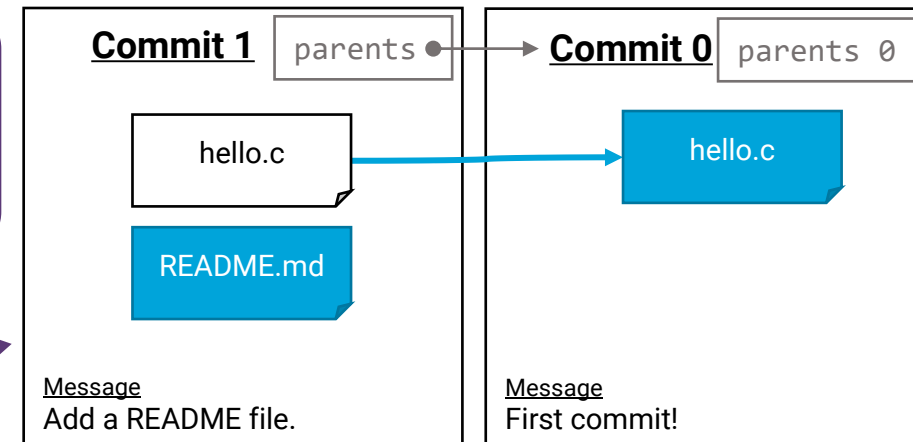 Commit 1
parents
hello.c
README.md
Message
Add a README file.
Commit 0
parents 0
hello.c
Message
First commit!